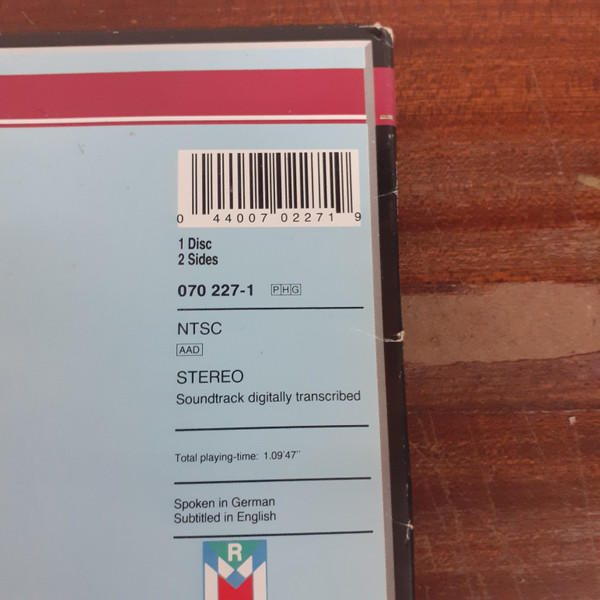 0 44007 02271 9
1 Disc
2 Sides
070 227-1 PHG
NTSC
AAD
STEREO
Soundtrack digitally transcribed
Total playing-time: 1.09'47"
Spoken in German
Subtitled in English
R